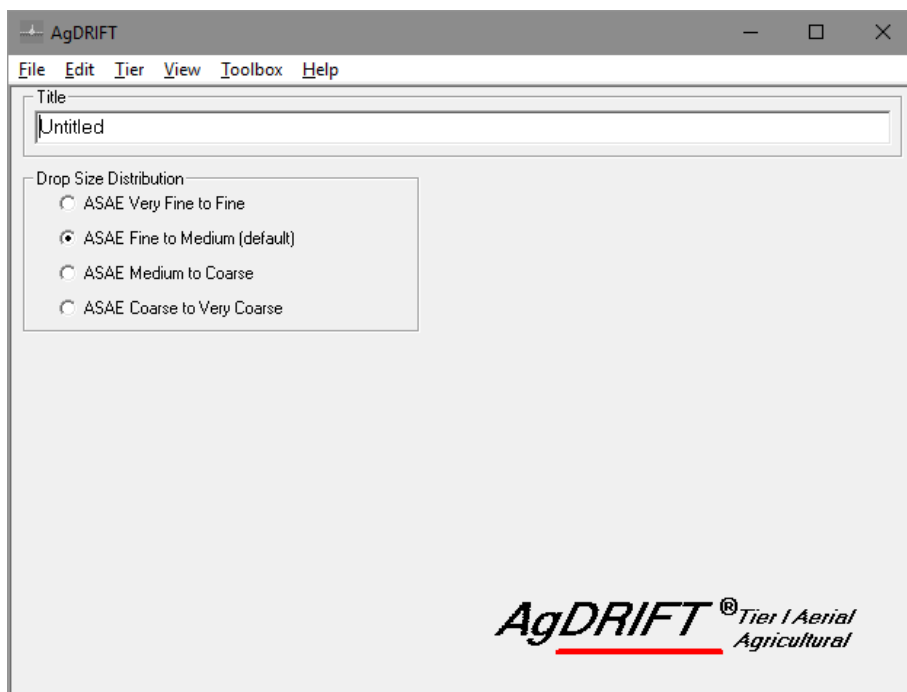 AgDRIFT
File Edit Tier View Toolbox Help
Title
Untitled
Drop Size Distribution
ASAE Very Fine to Fine
ASAE Fine to Medium (default)
ASAE Medium to Coarse
ASAE Coarse to Very Coarse
AgDRIFT ® Tier I Aerial
Agricultural